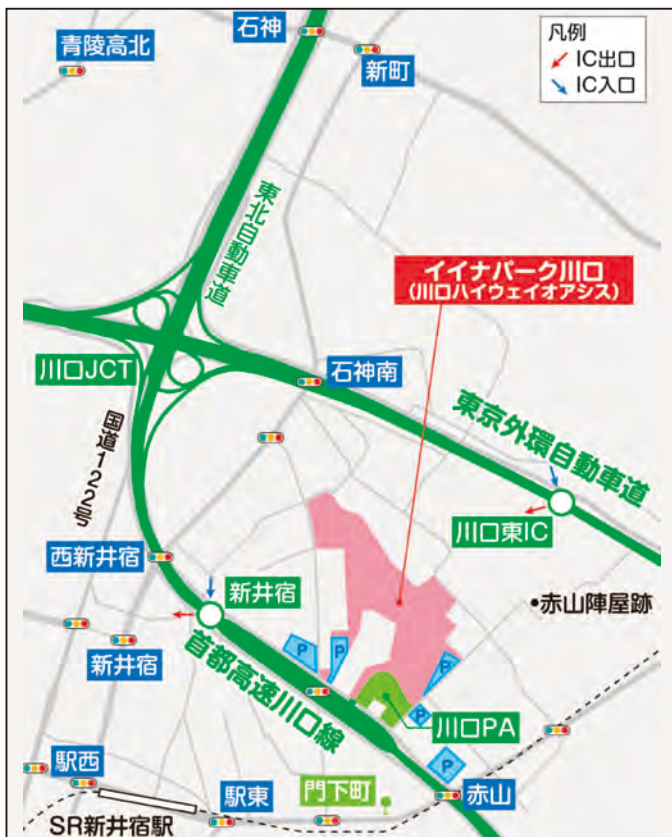 石神
青陵高北
新町
凡例
IC出口
IC入口
東北自動車道
イイナパーク川口
(川口ハイウェイオアシス)
川口JCT
石神南
東京外環自動車道
国道122号
川口東IC
西新井宿
新井宿
赤山陣屋跡
新井宿
首都高速川口線
P
P
P
P
川口PA
P
駅西
駅東
門下町
赤山
SR新井宿駅